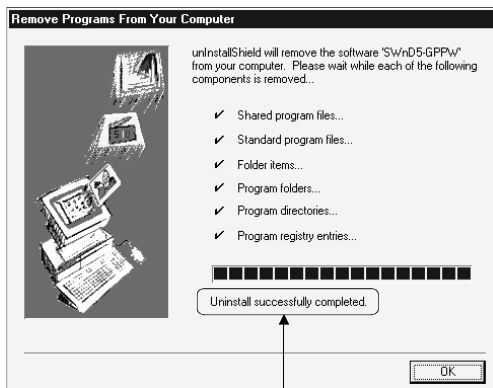 Remove Programs From Your Computer
unInstallShield will remove the software 'SWnD5-GPPW'
from your computer. Please wait while each of the following
components is removed...
✔ Shared program files...
✔ Standard program files...
✔ Folder items...
✔ Program folders...
✔ Program directories...
✔ Program registry entries...
Uninstall successfully completed.
OK